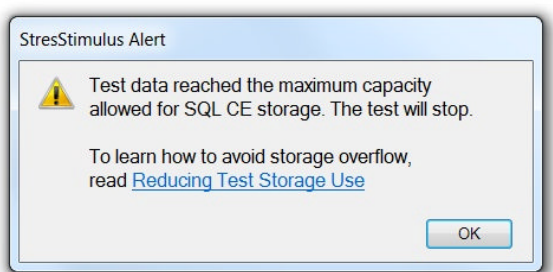 StresStimulus Alert
Test data reached the maximum capacity
allowed for SQL CE storage. The test will stop.
To learn how to avoid storage overflow,
read Reducing Test Storage Use
OK